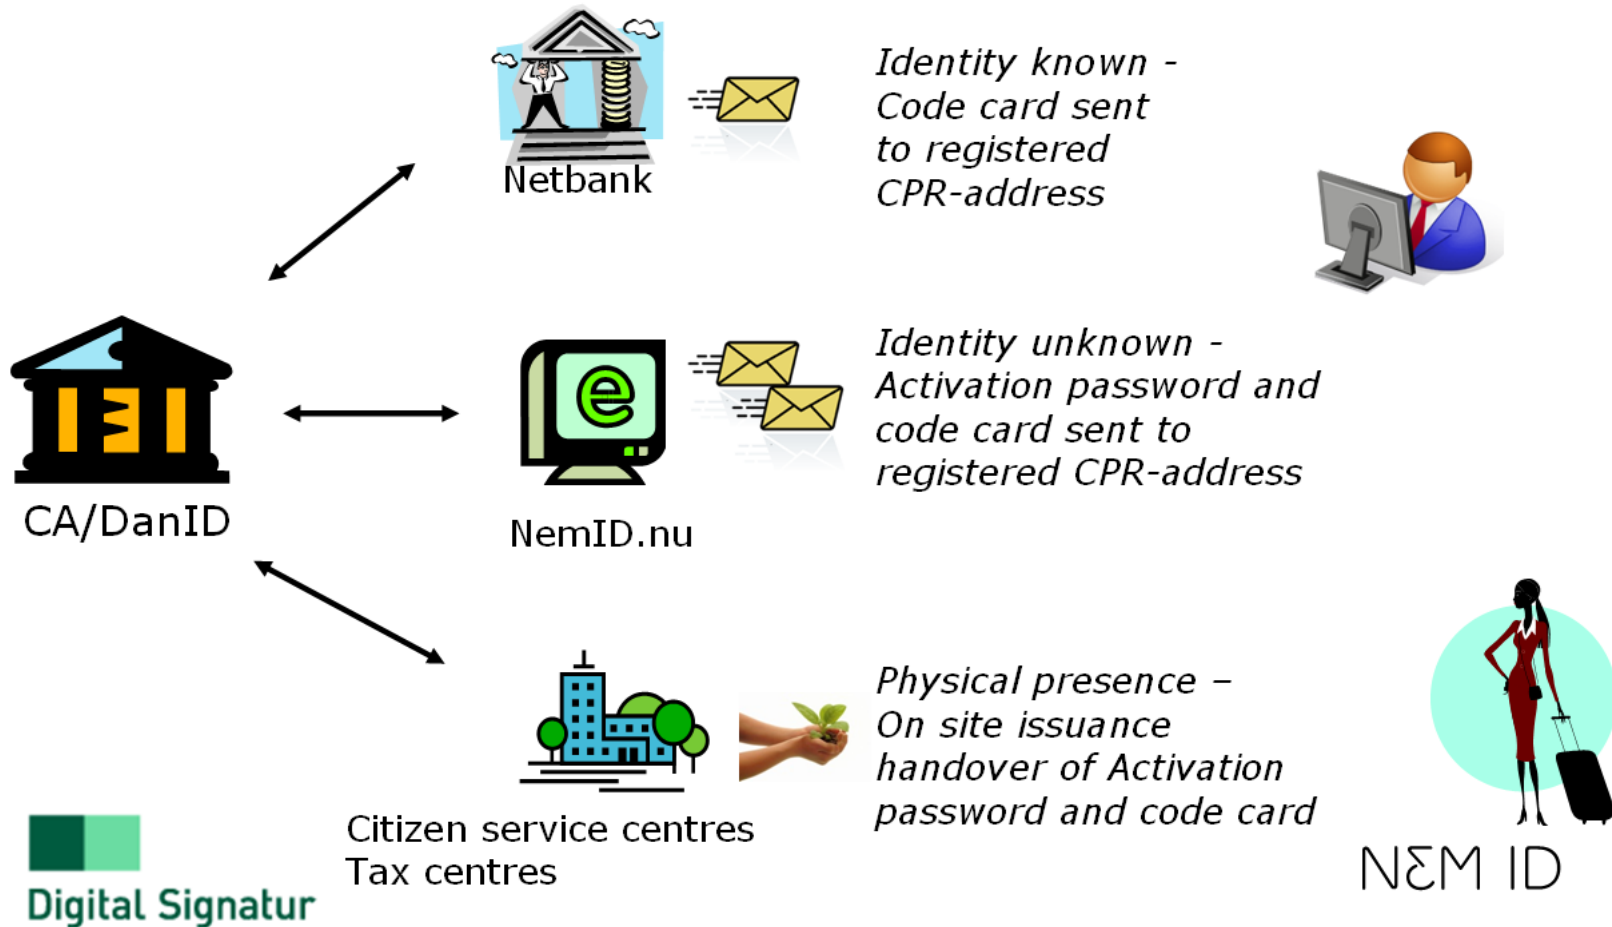 Netbank
Identity known -
Code card sent
to registered
CPR-address
CA/DanID
e
NemID.nu
Identity unknown -
Activation password and
code card sent to
registered CPR-address
Citizen service centres
Tax centres
Physical presence –
On site issuance
handover of Activation
password and code card
Digital Signatur
NEM ID